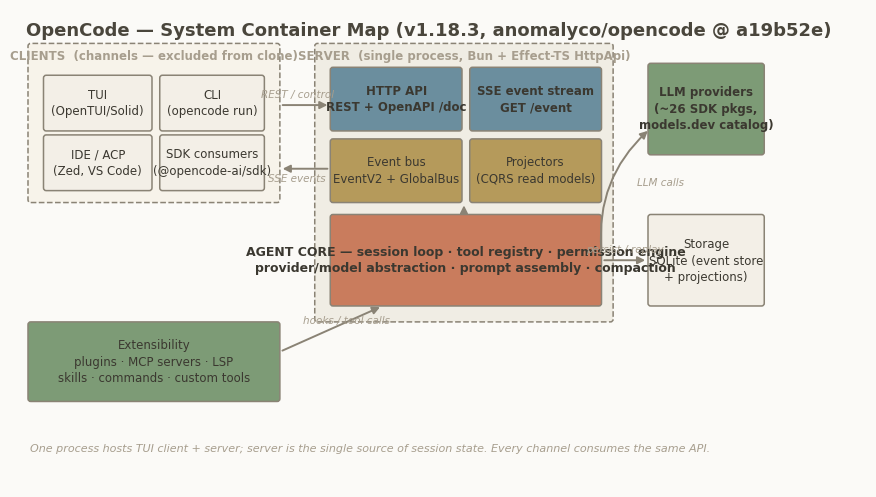 OpenCode — System Container Map (v1.18.3, anomalyco/opencode @ a19b52e)
CLIENTS (channels — excluded from clone)
SERVER (single process, Bun + Effect-TS HttpApi)
TUI
(OpenTUI/Solid)
CLI
(opencode run)
IDE / ACP
(Zed, VS Code)
SDK consumers
(@opencode-ai/sdk)
REST / control
SSE events
HTTP API
REST + OpenAPI /doc
SSE event stream
GET /event
Event bus
EventV2 + GlobalBus
Projectors
(CQRS read models)
AGENT CORE — session loop · tool registry · permission engine
provider/model abstraction · prompt assembly · compaction
LLM providers
(~26 SDK pkgs,
models.dev catalog)
LLM calls
persist / replay
Storage
SQLite (event store
+ projections)
hooks / tool calls
Extensibility
plugins · MCP servers · LSP
skills · commands · custom tools
One process hosts TUI client + server; server is the single source of session state. Every channel consumes the same API.